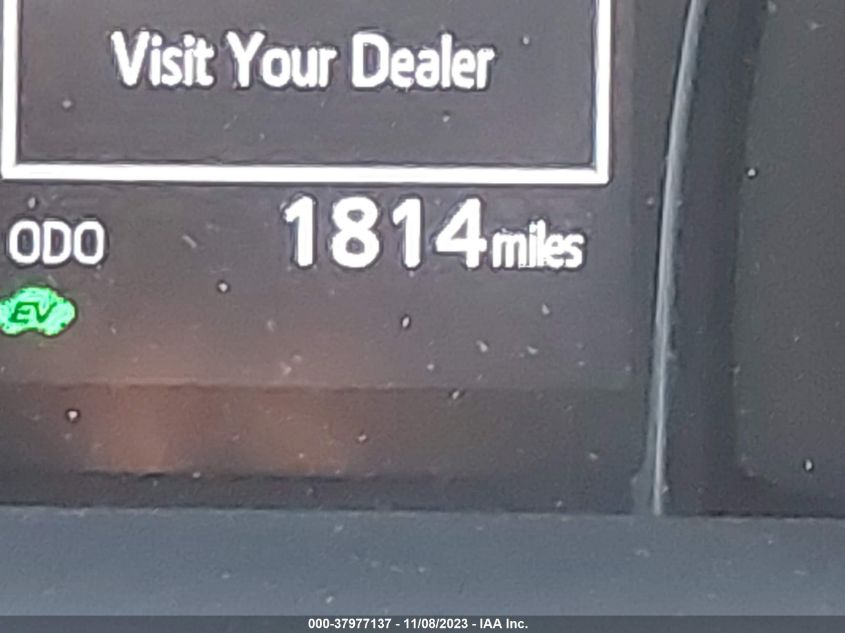 Visit Your Dealer
ODO 1814 miles
EV
000-37977137 - 11/08/2023 - IAA Inc.